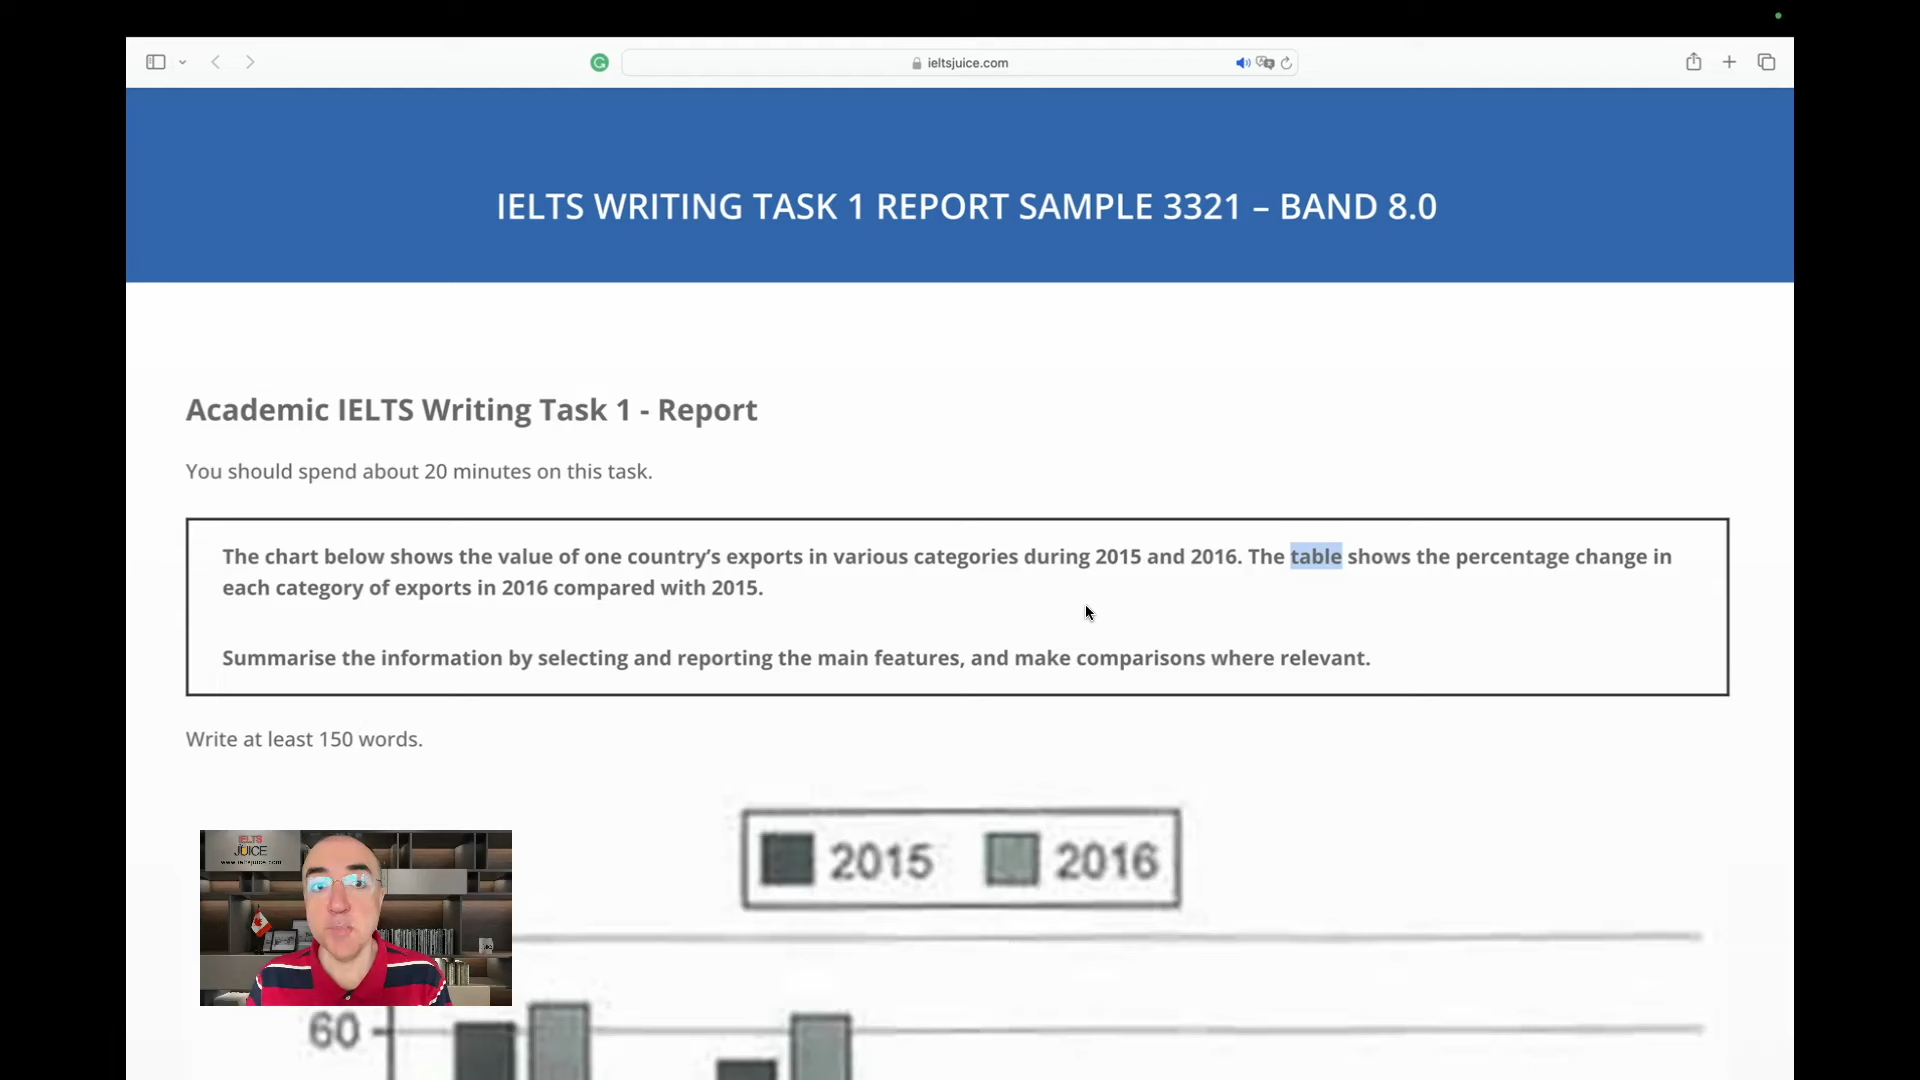 ieltsjuice.com
IELTS WRITING TASK 1 REPORT SAMPLE 3321 – BAND 8.0
Academic IELTS Writing Task 1 - Report
You should spend about 20 minutes on this task.
The chart below shows the value of one country’s exports in various categories during 2015 and 2016. The table shows the percentage change in
each category of exports in 2016 compared with 2015.
Summarise the information by selecting and reporting the main features, and make comparisons where relevant.
Write at least 150 words.
2015 2016
IELTS
JUICE
www.ieltsjuice.com
60